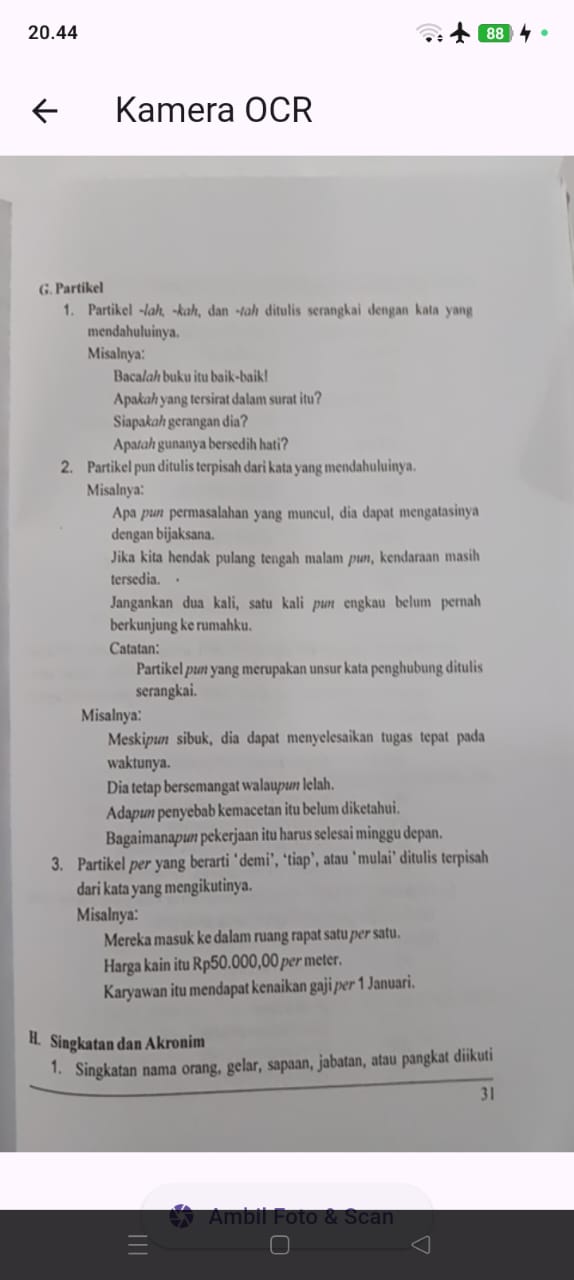 20.44
88
Kamera OCR
G. Partikel
1. Partikel -lah, -kah, dan -tah ditulis serangkai dengan kata yang
mendahuluinya.
Misalnya:
Bacalah buku itu baik-baik!
Apakah yang tersirat dalam surat itu?
Siapakah gerangan dia?
Apatah gunanya bersedih hati?
2. Partikel pun ditulis terpisah dari kata yang mendahuluinya.
Misalnya:
Apa pun permasalahan yang muncul, dia dapat mengatasinya
dengan bijaksana.
Jika kita hendak pulang tengah malam pun, kendaraan masih
tersedia.
Jangankan dua kali, satu kali pun engkau belum pernah
berkunjung ke rumahku.
Catatan:
Partikel pun yang merupakan unsur kata penghubung ditulis
serangkai.
Misalnya:
Meskipun sibuk, dia dapat menyelesaikan tugas tepat pada
waktunya.
Dia tetap bersemangat walaupun lelah.
Adapun penyebab kemacetan itu belum diketahui.
Bagaimanapun pekerjaan itu harus selesai minggu depan.
3. Partikel per yang berarti ‘demi’, ‘tiap’, atau ‘mulai’ ditulis terpisah
dari kata yang mengikutinya.
Misalnya:
Mereka masuk ke dalam ruang rapat satu per satu.
Harga kain itu Rp50.000,00 per meter.
Karyawan itu mendapat kenaikan gaji per 1 Januari.
H. Singkatan dan Akronim
1. Singkatan nama orang, gelar, sapaan, jabatan, atau pangkat diikuti
31
Ambil Foto & Scan